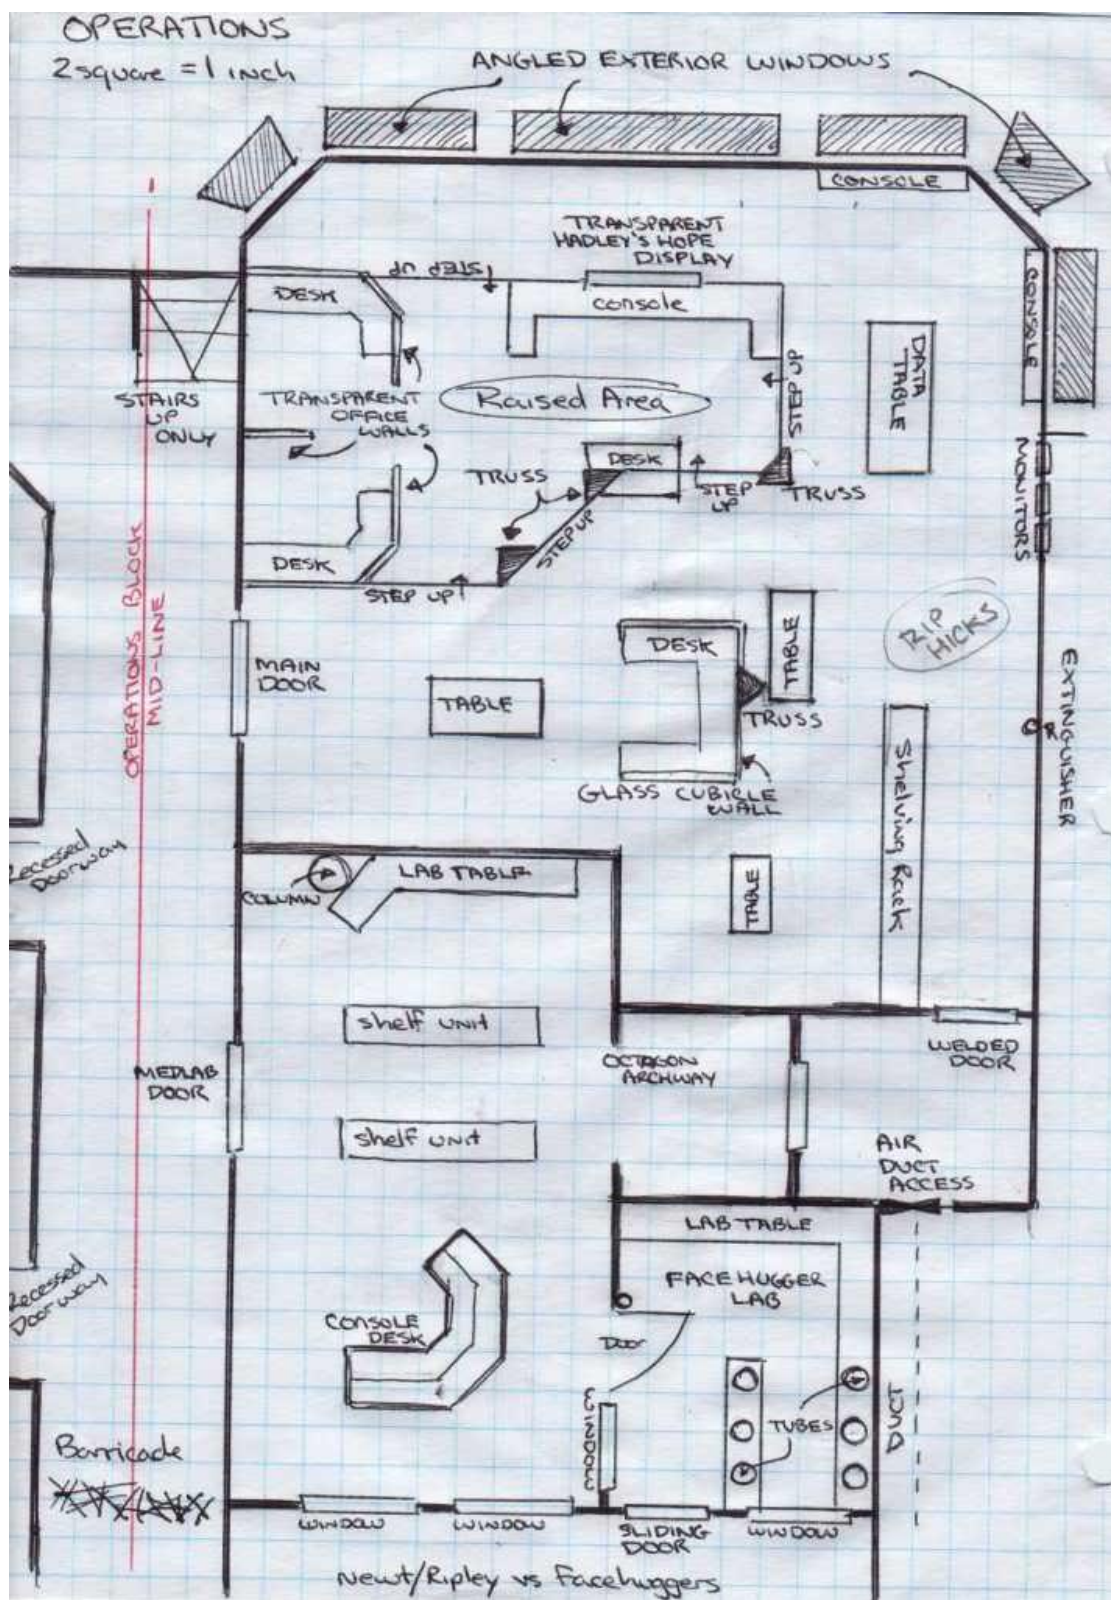 OPERATIONS
2 square = 1 inch
ANGLED EXTERIOR WINDOWS
CONSOLE
TRANSPARENT
HADLEY'S HOPE
DISPLAY
STEP UP
DESK
console
CONSOLE
DATA
TABLE
STEP UP
STAIRS
UP
ONLY
TRANSPARENT
OFFICE
WALLS
Raised Area
DESK
TRUSS
STEP
UP
TRUSS
MONITORS
DESK
STEP UP
STEP UP
OPERATIONS BLOCK
MID-LINE
RIP
HICKS
MAIN
DOOR
DESK
TABLE
TABLE
TRUSS
EXTINGUISHER
GLASS CUBICLE
WALL
Shelving Rack
Recessed
Doorway
COLUMN
LAB TABLE
TABLE
shelf unit
MEDLAB
DOOR
OCTAGON
ARCHWAY
WELDED
DOOR
shelf unit
AIR
DUCT
ACCESS
LAB TABLE
Recessed
Doorway
FACEHUGGER
LAB
CONSOLE
DESK
Door
WINDOW
TUBES
DUCT
Barricade
WINDOW
WINDOW
SLIDING
DOOR
WINDOW
Newt/Ripley vs Facehuggers